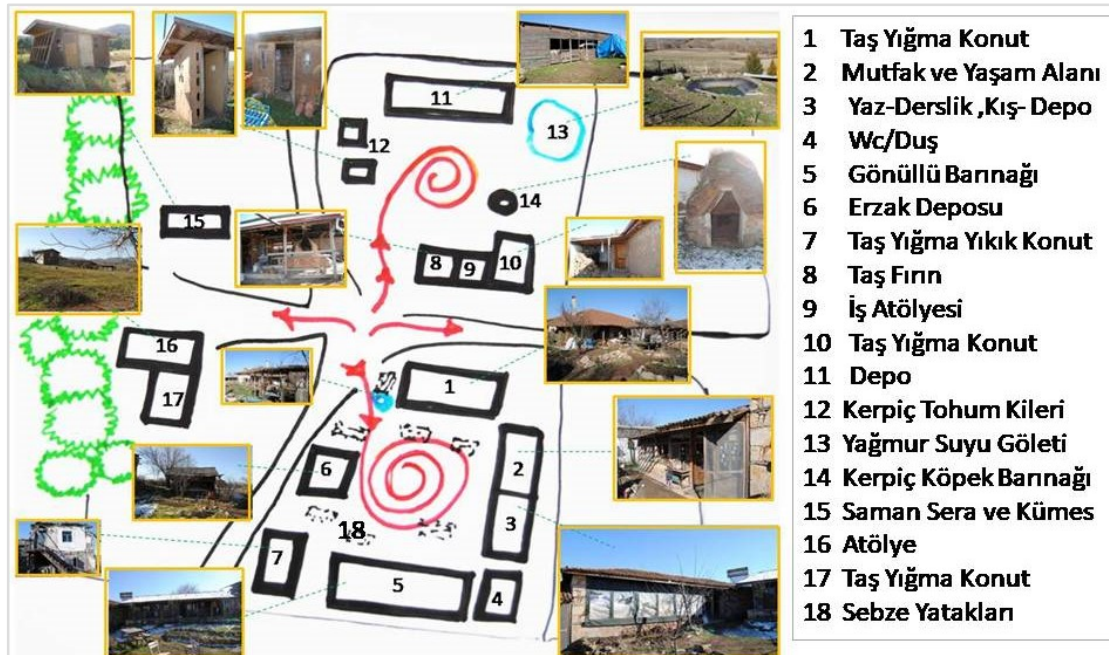 11
13
12
14
15
8
9
10
16
17
1
2
6
3
18
7
5
4
1 Taş Yığma Konut
2 Mutfak ve Yaşam Alanı
3 Yaz-Derslik ,Kış- Depo
4 Wc/Duş
5 Gönüllü Barınağı
6 Erzak Deposu
7 Taş Yığma Yıkık Konut
8 Taş Fırın
9 İş Atölyesi
10 Taş Yığma Konut
11 Depo
12 Kerpiç Tohum Kileri
13 Yağmur Suyu Göleti
14 Kerpiç Köpek Barınağı
15 Saman Sera ve Kümes
16 Atölye
17 Taş Yığma Konut
18 Sebze Yatakları